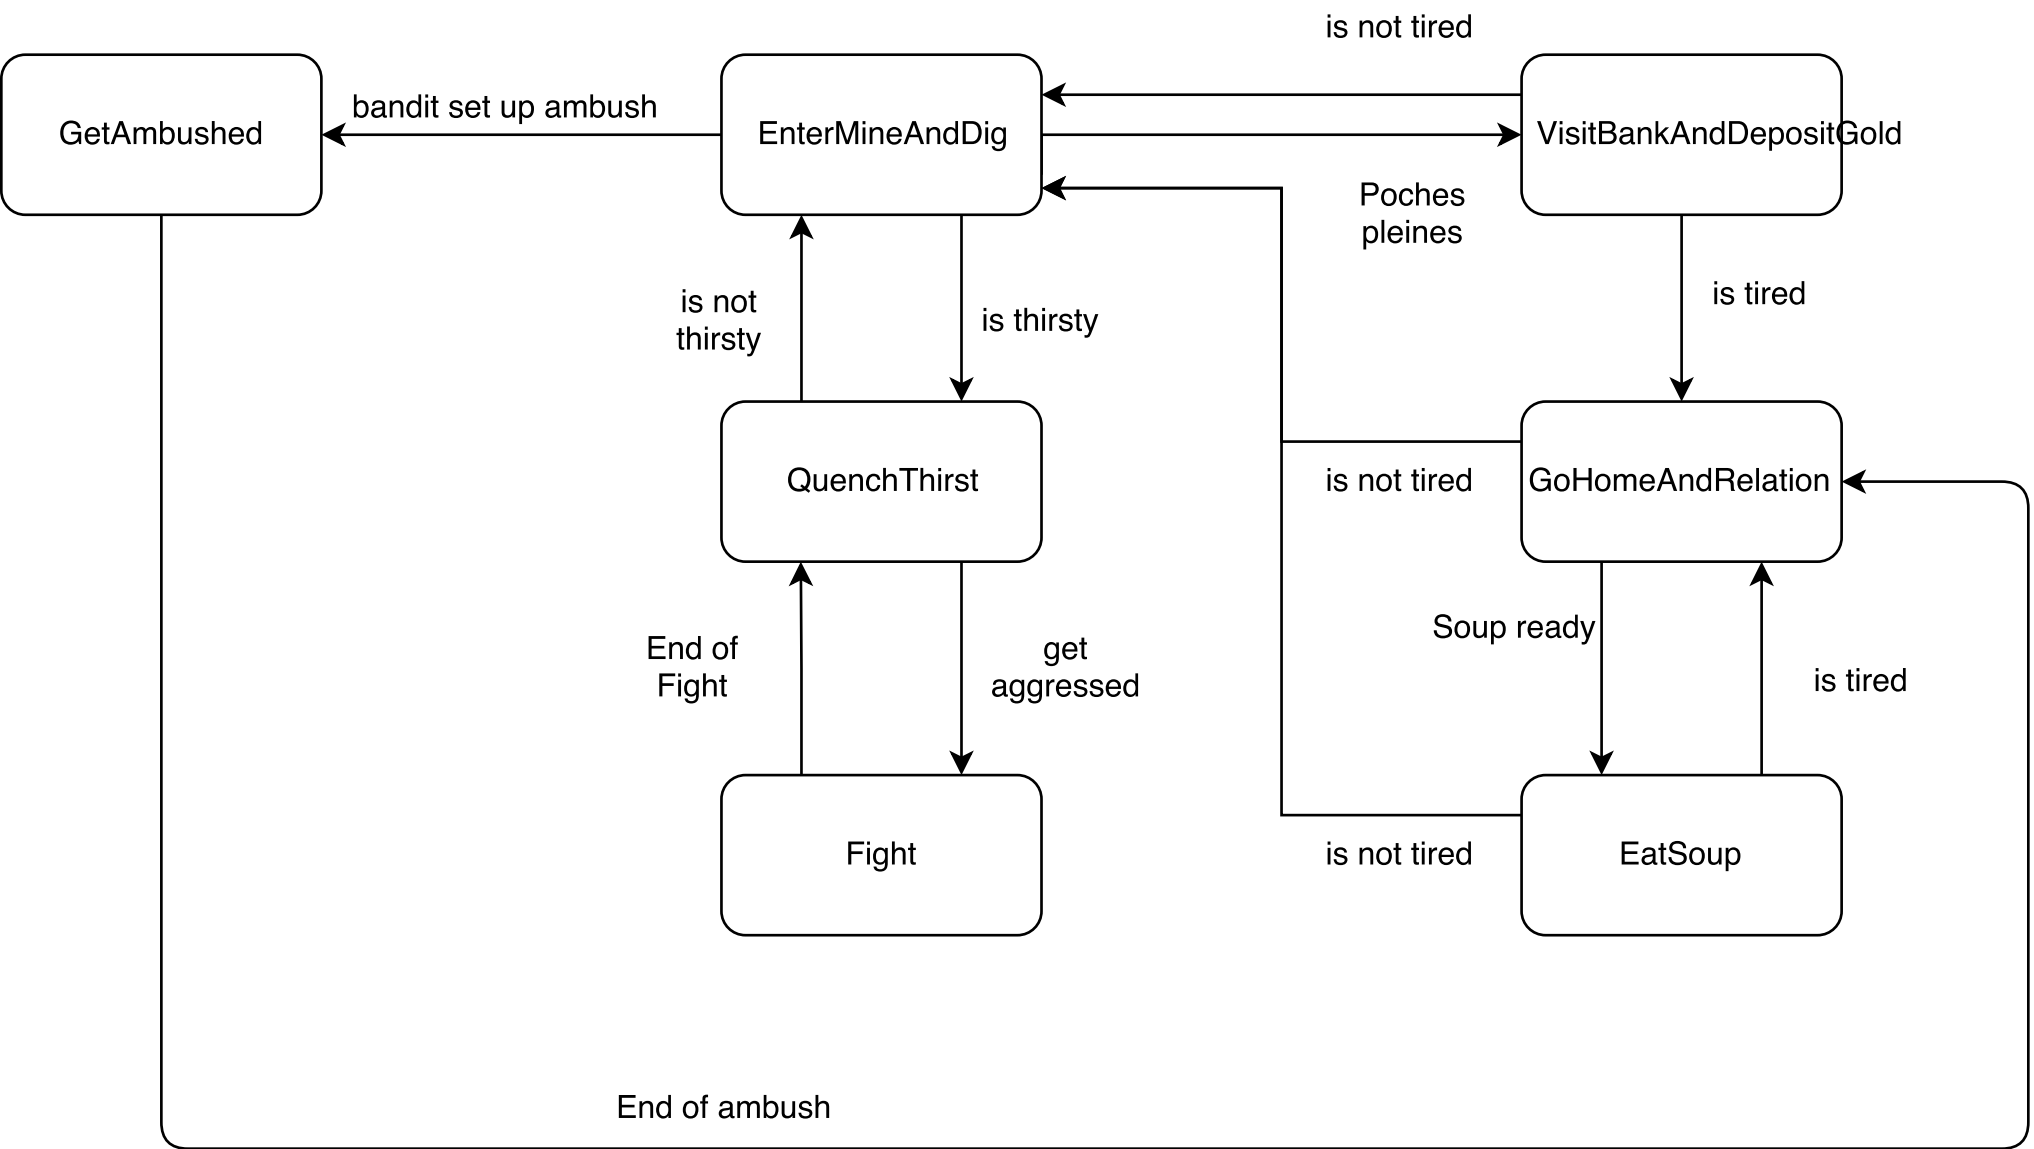 is not tired
bandit set up ambush
GetAmbushed
EnterMineAndDig
VisitBankAndDepositGold
Poches
pleines
is not
thirsty
is thirsty
is tired
QuenchThirst
is not tired
GoHomeAndRelation
Soup ready
End of
Fight
get
aggressed
is tired
Fight
is not tired
EatSoup
End of ambush